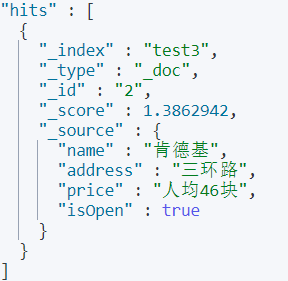 "hits" : [
{
"_index" : "test3",
"_type" : "_doc",
"_id" : "2",
"_score" : 1.3862942,
"_source" : {
"name" : "肯德基",
"address" : "三环路",
"price" : "人均46块",
"isOpen" : true
}
}
]